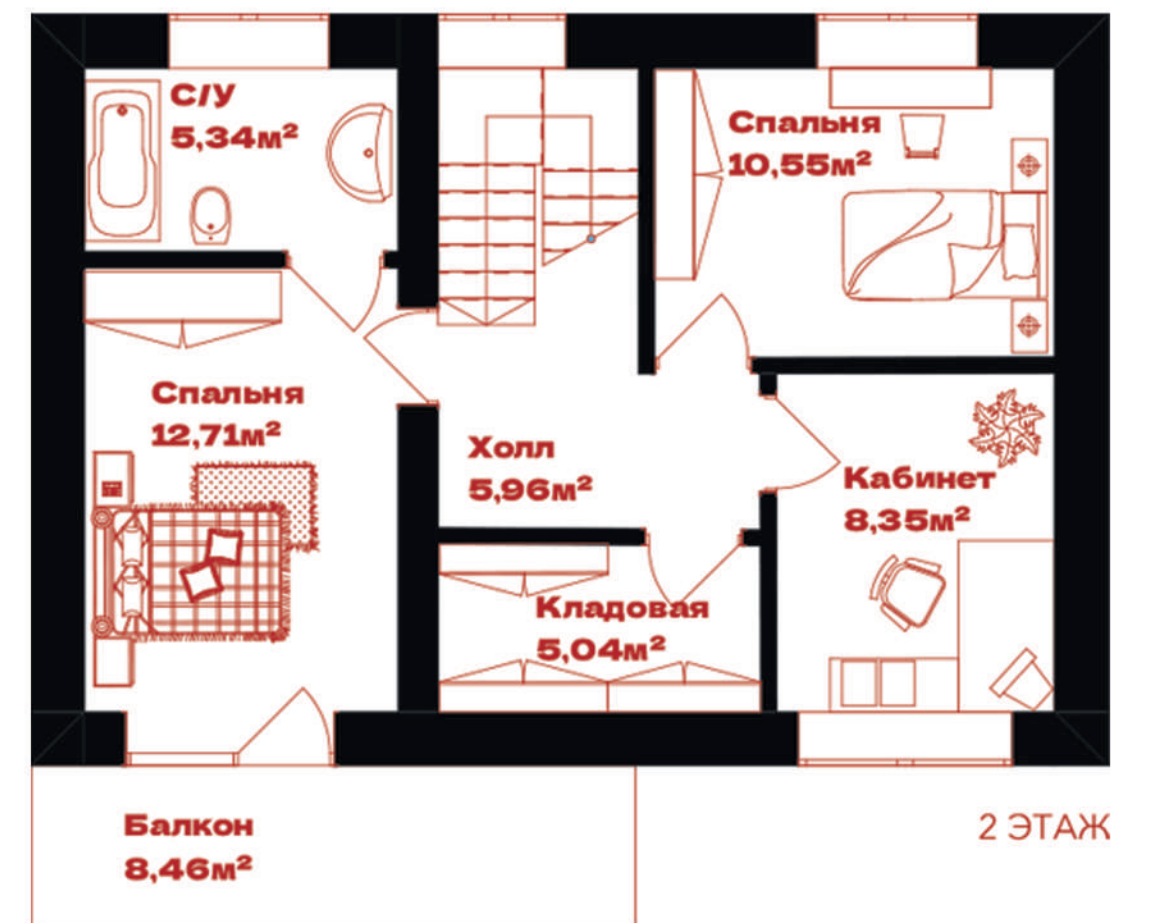 С/У
5,34м²
Спальня
10,55м²
Спальня
12,71м²
Холл
5,96м²
Кабинет
8,35м²
Кладовая
5,04м²
Балкон
8,46м²
2 ЭТАЖ